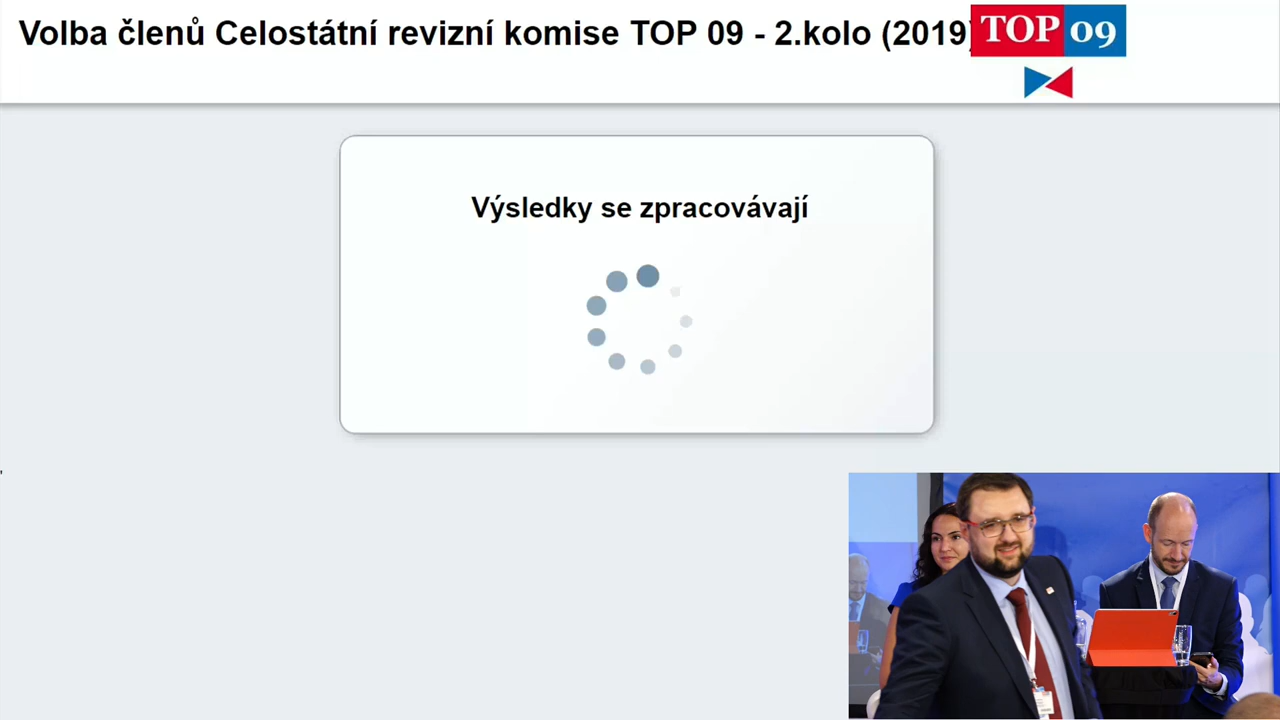 Volba členů Celostátní revizní komise TOP 09 - 2.kolo (2019)
TOP 09
Výsledky se zpracovávají